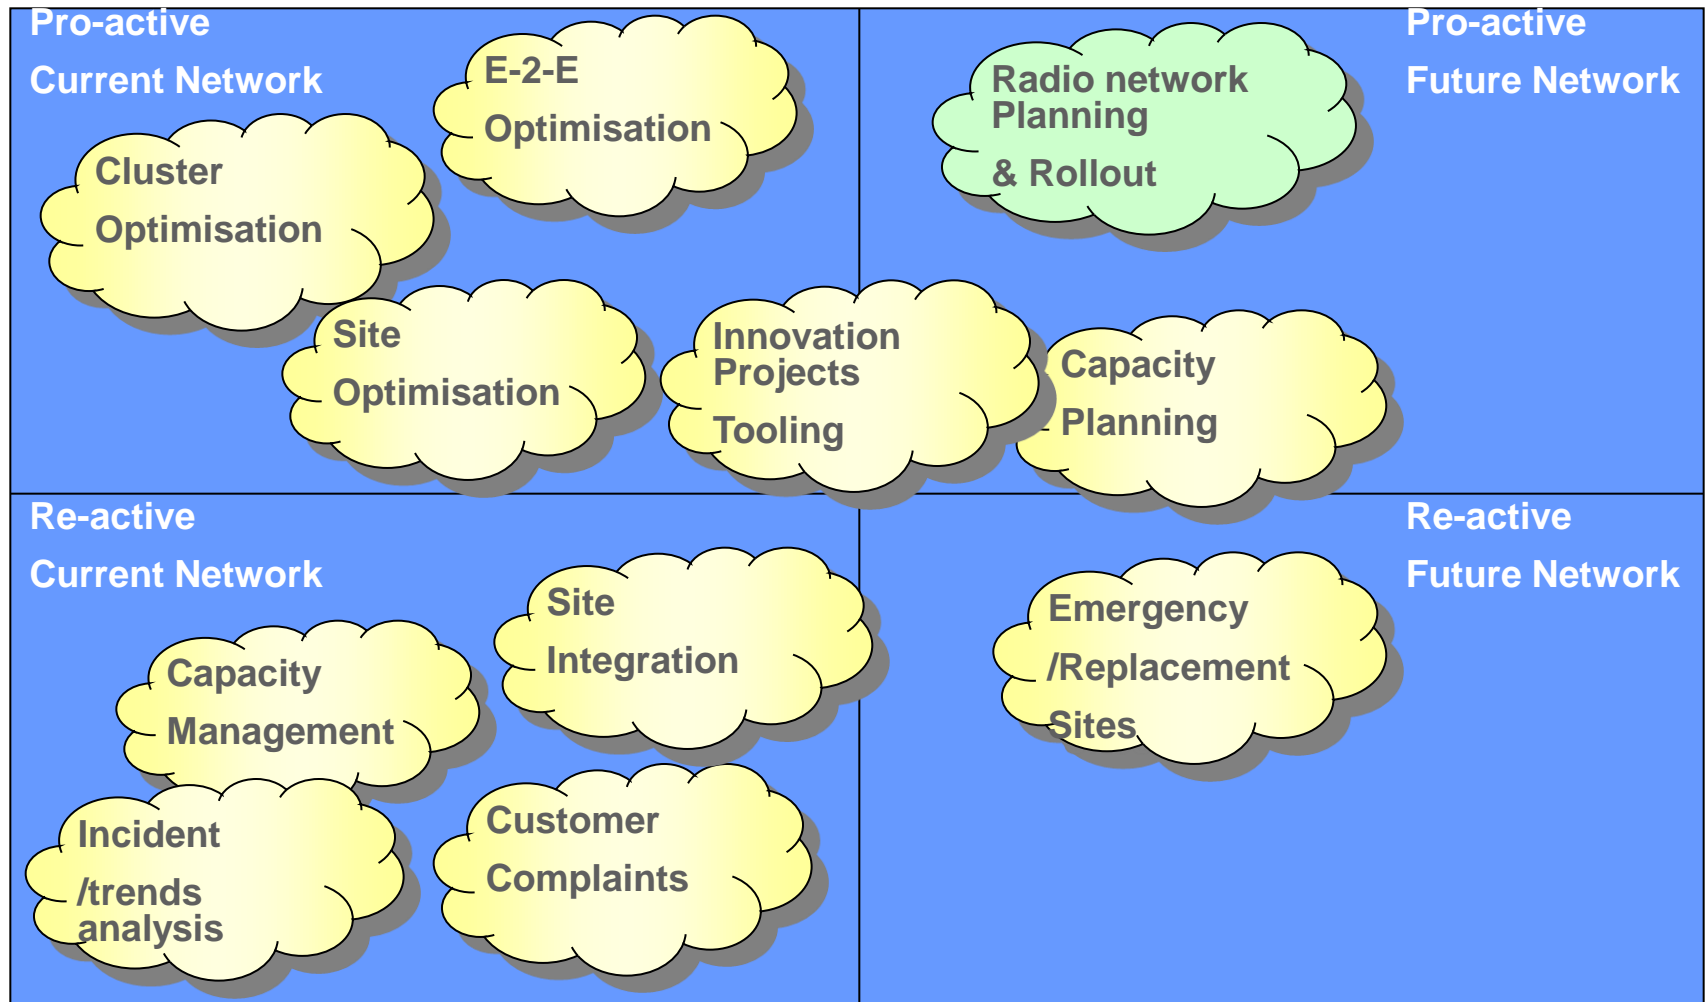 Pro-active
Current Network
E-2-E
Optimisation
Cluster
Optimisation
Site
Optimisation
Pro-active
Future Network
Radio network
Planning
& Rollout
Innovation
Projects
Tooling
Capacity
Planning
Re-active
Current Network
Site
Integration
Capacity
Management
Incident
/trends
analysis
Customer
Complaints
Re-active
Future Network
Emergency
/Replacement
Sites